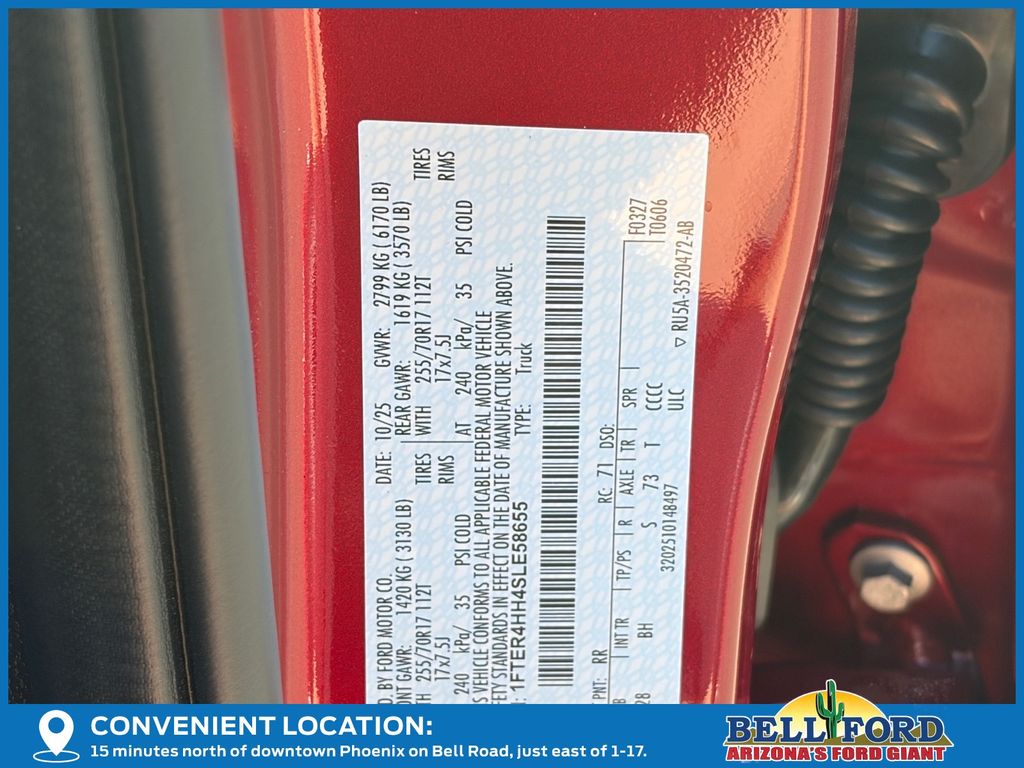 D. BY FORD MOTOR CO.
DATE: 10/25 GVWR: 2799 KG ( 6170 LB)
ONT GAWR: 1420 KG ( 3130 LB)
REAR GAWR: 1619 KG ( 3570 LB)
TH 255/70R17 112T TIRES
WITH 255/70R17 112T TIRES
17x7.5J RIMS
17x7.5J RIMS
240 kPa/ 35 PSI COLD
AT 240 kPa/ 35 PSI COLD
S VEHICLE CONFORMS TO ALL APPLICABLE FEDERAL MOTOR VEHICLE
FETY STANDARDS IN EFFECT ON THE DATE OF MANUFACTURE SHOWN ABOVE.
: 1FTER4HH4SLE58655 TYPE: Truck
PNT: RR RC: 71 DSO: F0327
T0606
B | INT TR | TP/PS | R | AXLE | TR | SPR |
28 BH S 73 T CCCC
ULC
3202510148497
▽ RU5A-3520472-AB
CONVENIENT LOCATION:
15 minutes north of downtown Phoenix on Bell Road, just east of 1-17.
BELL FORD
ARIZONA'S FORD GIANT